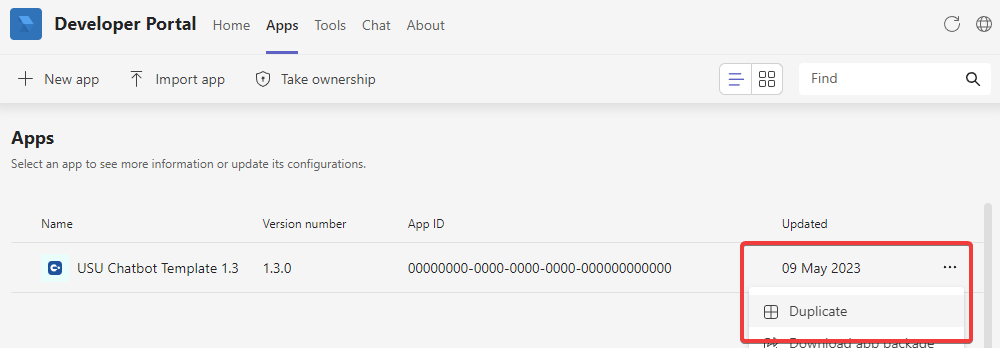 Developer Portal Home Apps Tools Chat About
New app Import app Take ownership Find
Apps
Select an app to see more information or update its configurations.
Name Version number App ID Updated
USU Chatbot Template 1.3 1.3.0 00000000-0000-0000-0000-000000000000 09 May 2023 ...
Duplicate
Download app package